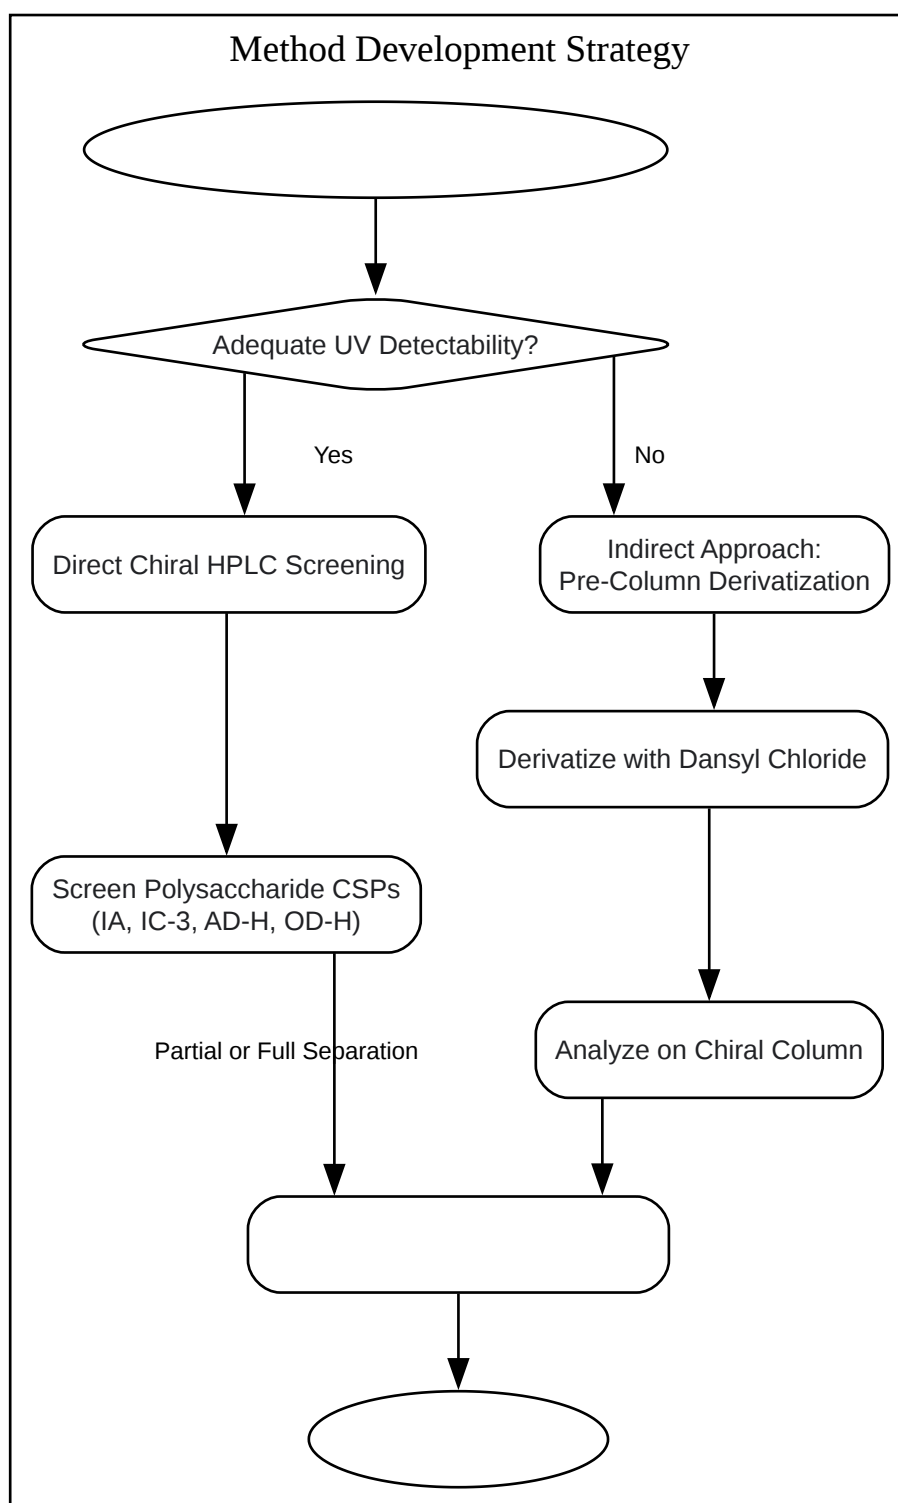 Method Development Strategy
Adequate UV Detectability?
Yes
No
Direct Chiral HPLC Screening
Indirect Approach:
Pre-Column Derivatization
Derivatize with Dansyl Chloride
Screen Polysaccharide CSPs
(IA, IC-3, AD-H, OD-H)
Partial or Full Separation
Analyze on Chiral Column